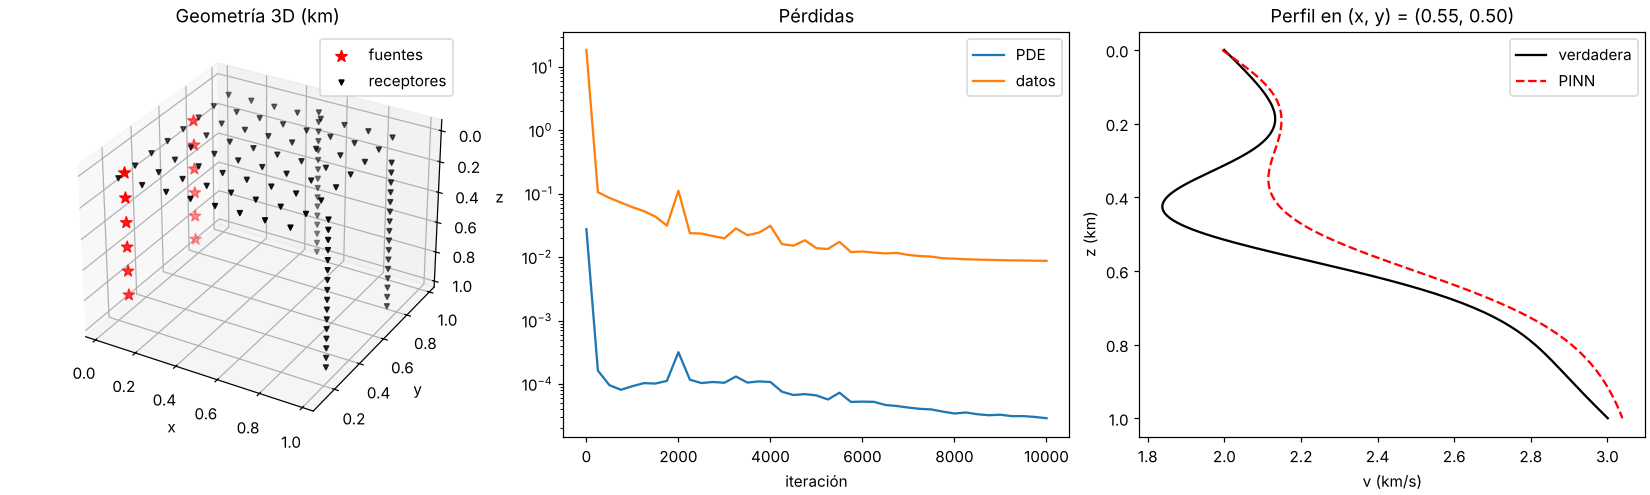 Geometría 3D (km)
fuentes
receptores
0.0
0.2
0.4
0.6
0.8
1.0
z
0.0
0.2
0.4
0.6
0.8
1.0
x
0.2
0.4
0.6
0.8
1.0
y
Pérdidas
PDE
datos
10¹
10⁰
10⁻¹
10⁻²
10⁻³
10⁻⁴
0 2000 4000 6000 8000 10000
iteración
Perfil en (x, y) = (0.55, 0.50)
verdadera
PINN
0.0
0.2
0.4
0.6
0.8
1.0
z (km)
1.8 2.0 2.2 2.4 2.6 2.8 3.0
v (km/s)